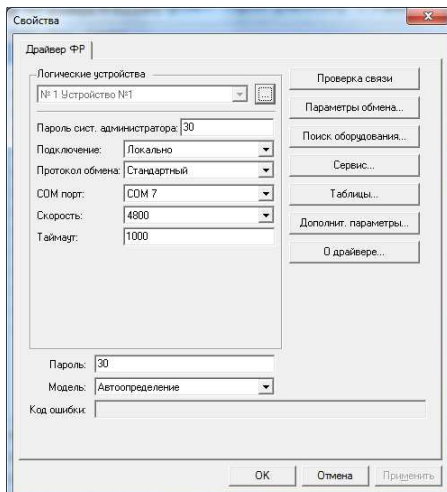 Свойства
Драйвер ФР
Логические устройства
№ 1 Устройство №1
...
Пароль сист. администратора: 30
Подключение: Локально
Протокол обмена: Стандартный
COM порт: COM 7
Скорость: 4800
Таймаут: 1000
Проверка связи
Параметры обмена...
Поиск оборудования...
Сервис...
Таблицы...
Дополнит. параметры...
О драйвере...
Пароль: 30
Модель: Автоопределение
Код ошибки:
OK Отмена Применить